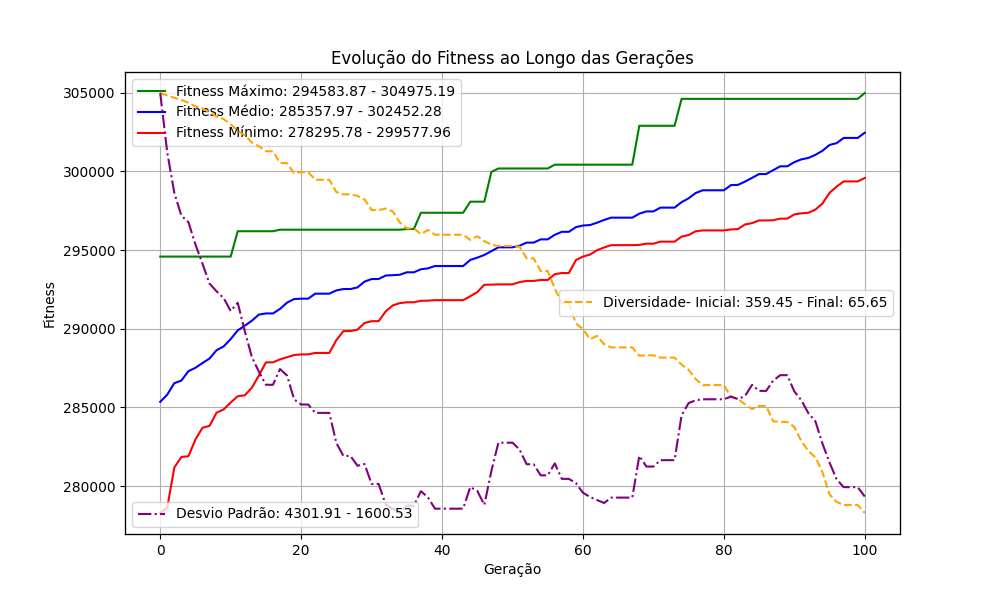 Evolução do Fitness ao Longo das Gerações
Fitness Máximo: 294583.87 - 304975.19
Fitness Médio: 285357.97 - 302452.28
Fitness Mínimo: 278295.78 - 299577.96
Diversidade- Inicial: 359.45 - Final: 65.65
Desvio Padrão: 4301.91 - 1600.53
Fitness
305000
300000
295000
290000
285000
280000
0 20 40 60 80 100
Geração